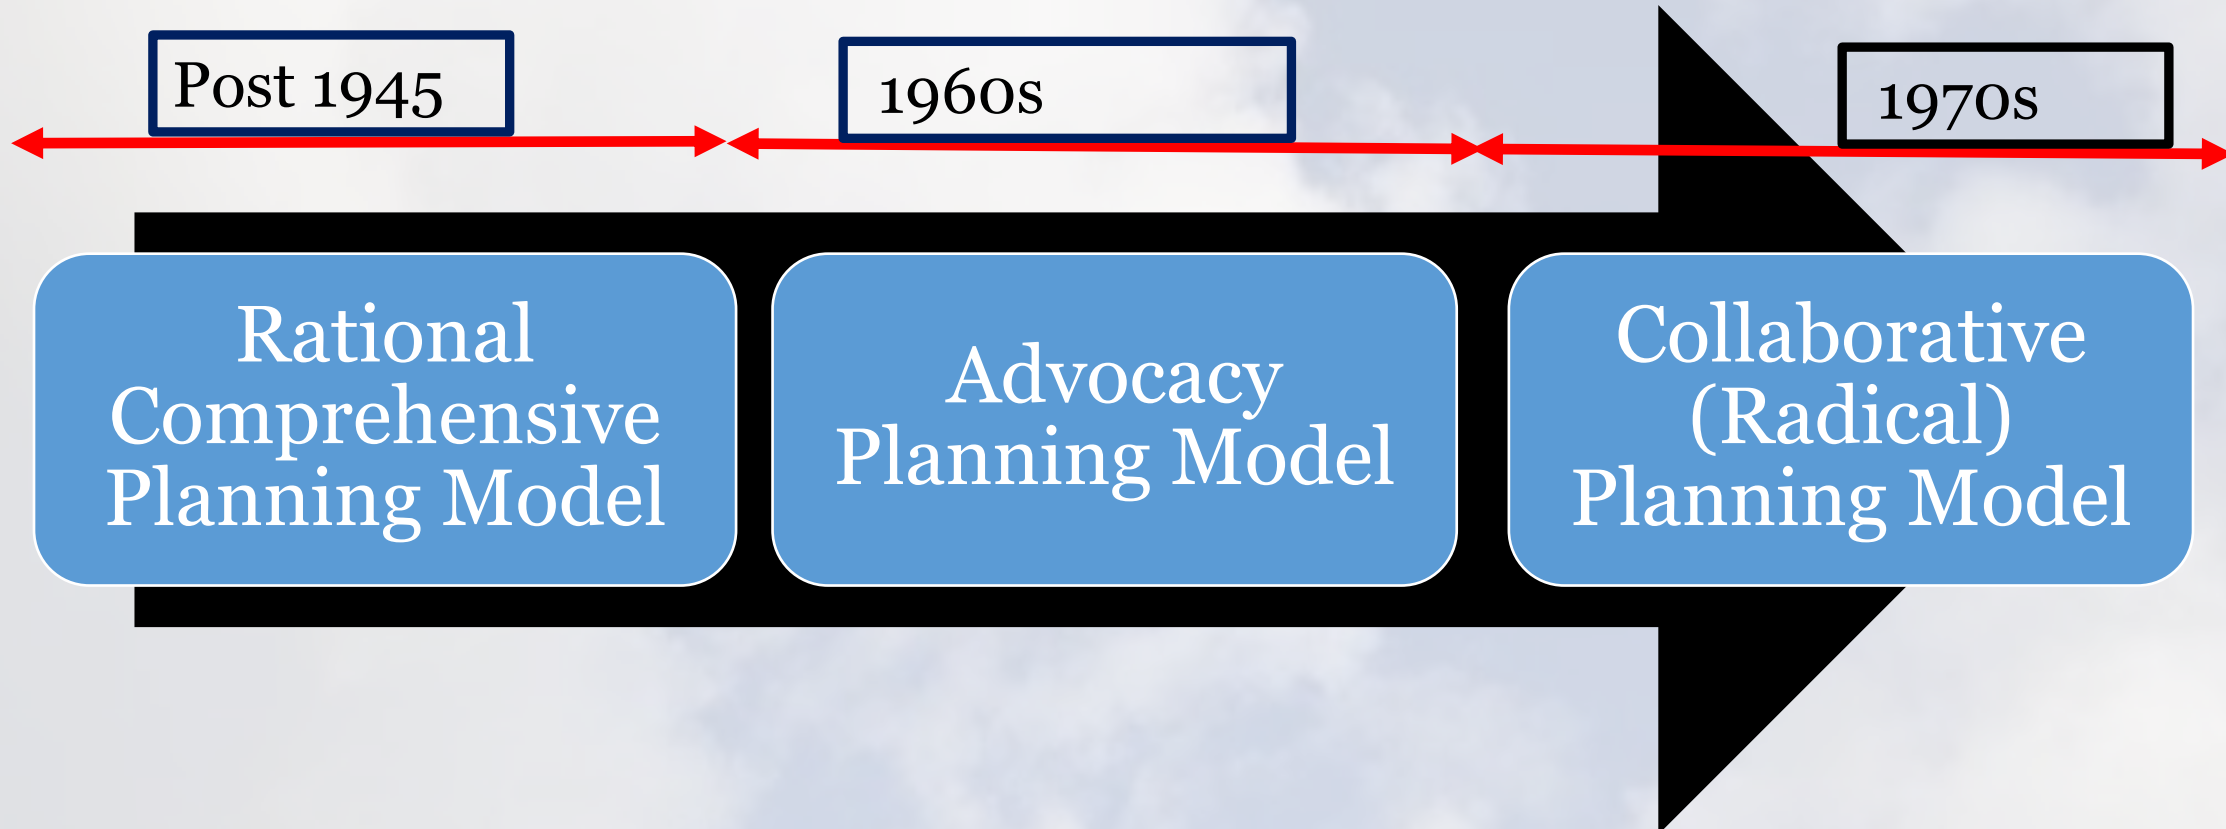 Post 1945
1960s
1970s
Rational
Comprehensive
Planning Model
Advocacy
Planning Model
Collaborative
(Radical)
Planning Model